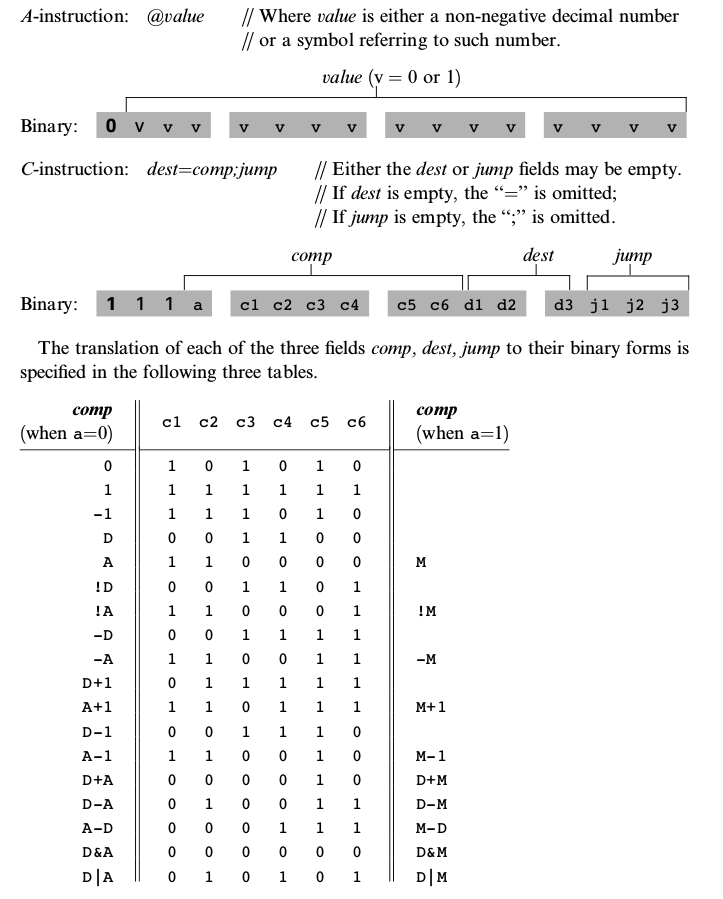 A-instruction: @value // Where value is either a non-negative decimal number
// or a symbol referring to such number.
value (v = 0 or 1)
Binary: 0 v v v v v v v v v v v v v v v
C-instruction: dest=comp;jump // Either the dest or jump fields may be empty.
// If dest is empty, the “=” is omitted;
// If jump is empty, the “;” is omitted.
comp dest jump
Binary: 1 1 1 a c1 c2 c3 c4 c5 c6 d1 d2 d3 j1 j2 j3
The translation of each of the three fields comp, dest, jump to their binary forms is
specified in the following three tables.
comp (when a=0) c1 c2 c3 c4 c5 c6 comp (when a=1)
0 1 0 1 0 1 0
1 1 1 1 1 1 1
−1 1 1 1 0 1 0
D 0 0 1 1 0 0
A 1 1 0 0 0 0 M
!D 0 0 1 1 0 1
!A 1 1 0 0 0 1 !M
−D 0 0 1 1 1 1
−A 1 1 0 0 1 1 −M
D+1 0 1 1 1 1 1
A+1 1 1 0 1 1 1 M+1
D−1 0 0 1 1 1 0
A−1 1 1 0 0 1 0 M−1
D+A 0 0 0 0 1 0 D+M
D−A 0 1 0 0 1 1 D−M
A−D 0 0 0 1 1 1 M−D
D&A 0 0 0 0 0 0 D&M
D|A 0 1 0 1 0 1 D|M